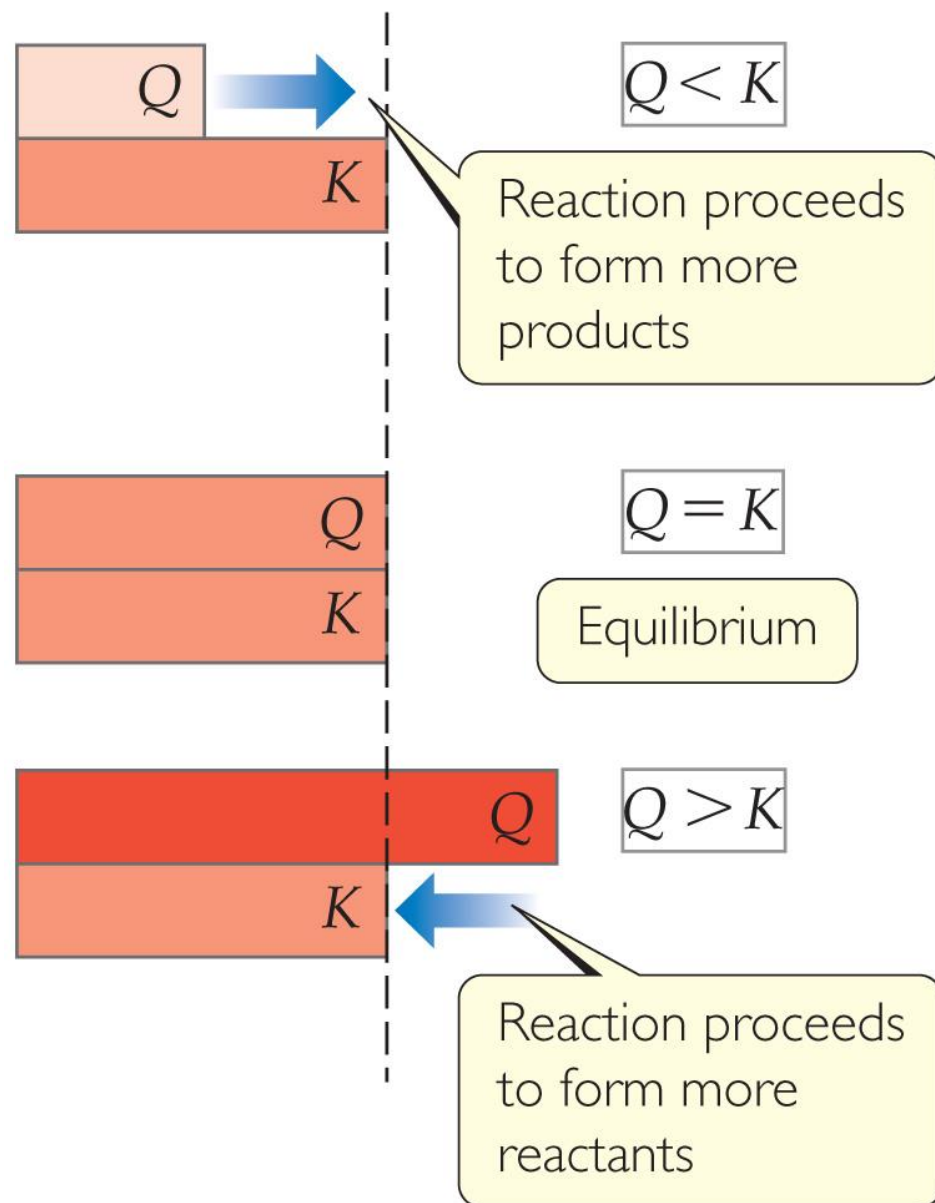 Q
Q < K
K
Reaction proceeds
to form more
products
Q
Q = K
K
Equilibrium
Q
Q > K
K
Reaction proceeds
to form more
reactants